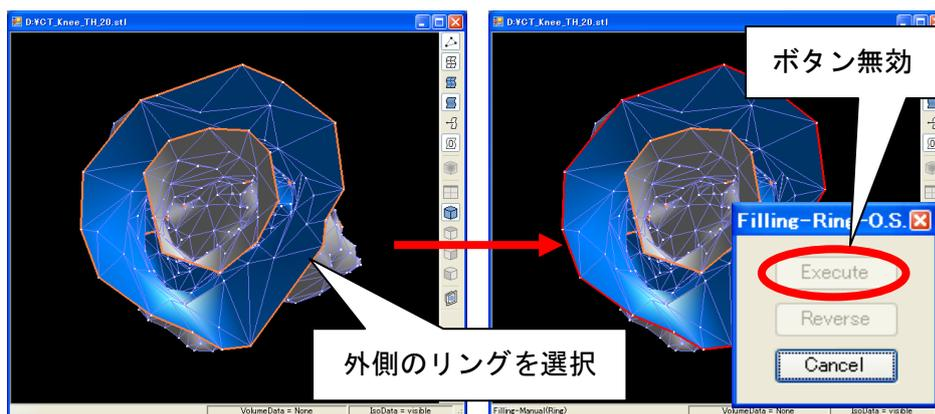 D:¥CT_Knee_TH_20.stl
D:¥CT_Knee_TH_20.stl
ボタン無効
Filling-Ring-O.S.
Execute
Reverse
Cancel
外側のリングを選択
VolumeData = None
IsoData = visible
Filling-Manual(Ring)
VolumeData = None
IsoData = visible